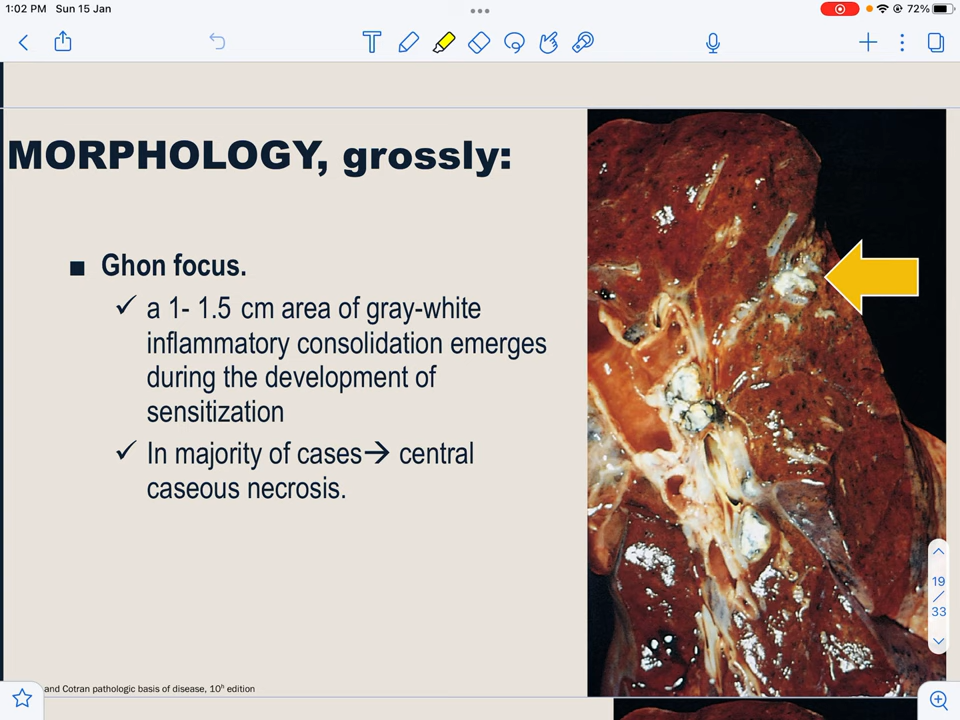 1:02 PM Sun 15 Jan
72%
MORPHOLOGY, grossly:
■ Ghon focus.
✓ a 1- 1.5 cm area of gray-white
inflammatory consolidation emerges
during the development of
sensitization
✓ In majority of cases→ central
caseous necrosis.
19
/
33
and Cotran pathologic basis of disease, 10ᵗʰ edition